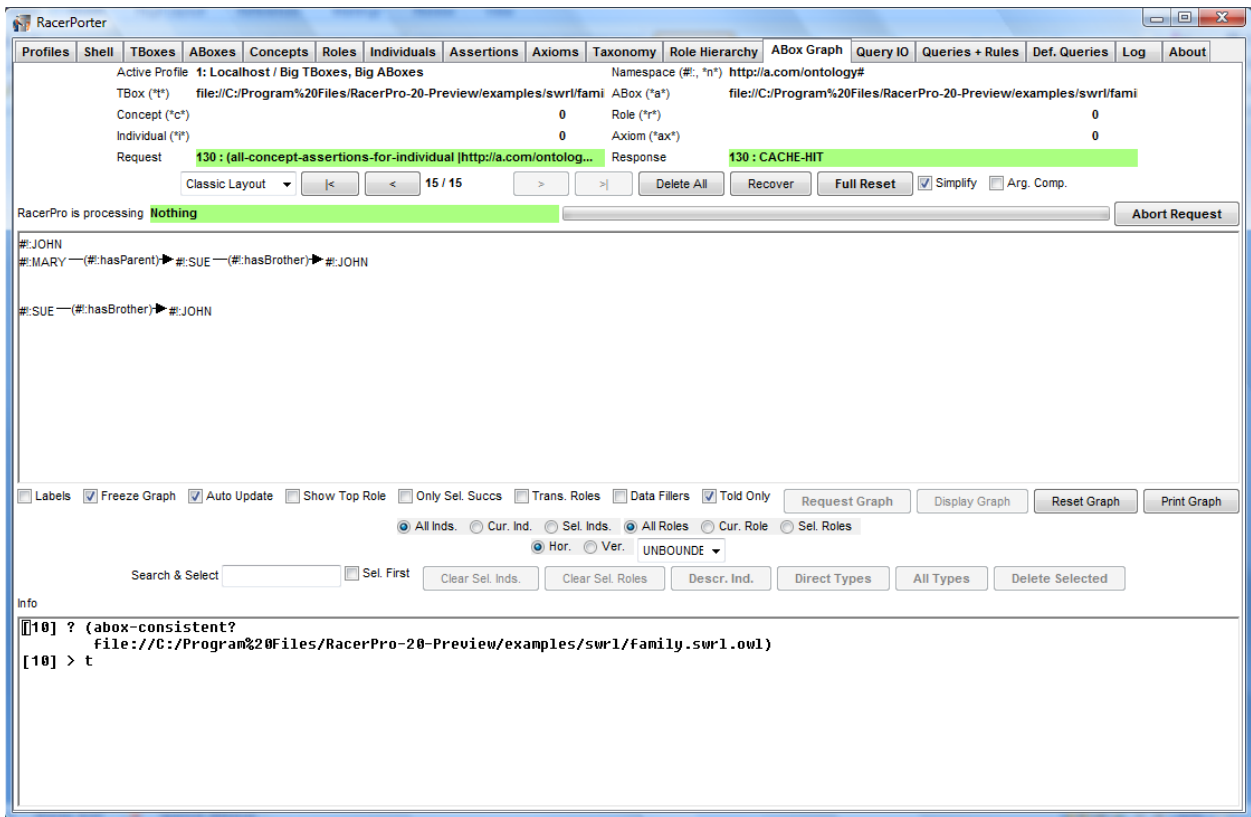 RacerPorter
Profiles Shell TBoxes ABoxes Concepts Roles Individuals Assertions Axioms Taxonomy Role Hierarchy ABox Graph Query IO Queries + Rules Def. Queries Log About
Active Profile 1: Localhost / Big TBoxes, Big ABoxes Namespace (#!:, *n*) http://a.com/ontology#
TBox (*t*) file://C:/Program%20Files/RacerPro-20-Preview/examples/swrl/fami ABox (*a*) file://C:/Program%20Files/RacerPro-20-Preview/examples/swrl/fami
Concept (*c*) 0 Role (*r*) 0
Individual (*i*) 0 Axiom (*ax*) 0
Request 130 : (all-concept-assertions-for-individual |http://a.com/ontolog... Response 130 : CACHE-HIT
Classic Layout |< < 15 / 15 > >| Delete All Recover Full Reset Simplify Arg. Comp.
RacerPro is processing Nothing Abort Request
#!:JOHN
#!:MARY (#!:hasParent) #!:SUE (#!:hasBrother) #!:JOHN
#!:SUE (#!:hasBrother) #!:JOHN
Labels Freeze Graph Auto Update Show Top Role Only Sel. Succs Trans. Roles Data Fillers Told Only Request Graph Display Graph Reset Graph Print Graph
All Inds. Cur. Ind. Sel. Inds. All Roles Cur. Role Sel. Roles
Hor. Ver. UNBOUNDE
Search & Select Sel. First Clear Sel. Inds. Clear Sel. Roles Descr. Ind. Direct Types All Types Delete Selected
Info
[10] ? (abox-consistent?
file://C:/Program%20Files/RacerPro-20-Preview/examples/swrl/family.swrl.owl)
[10] > t